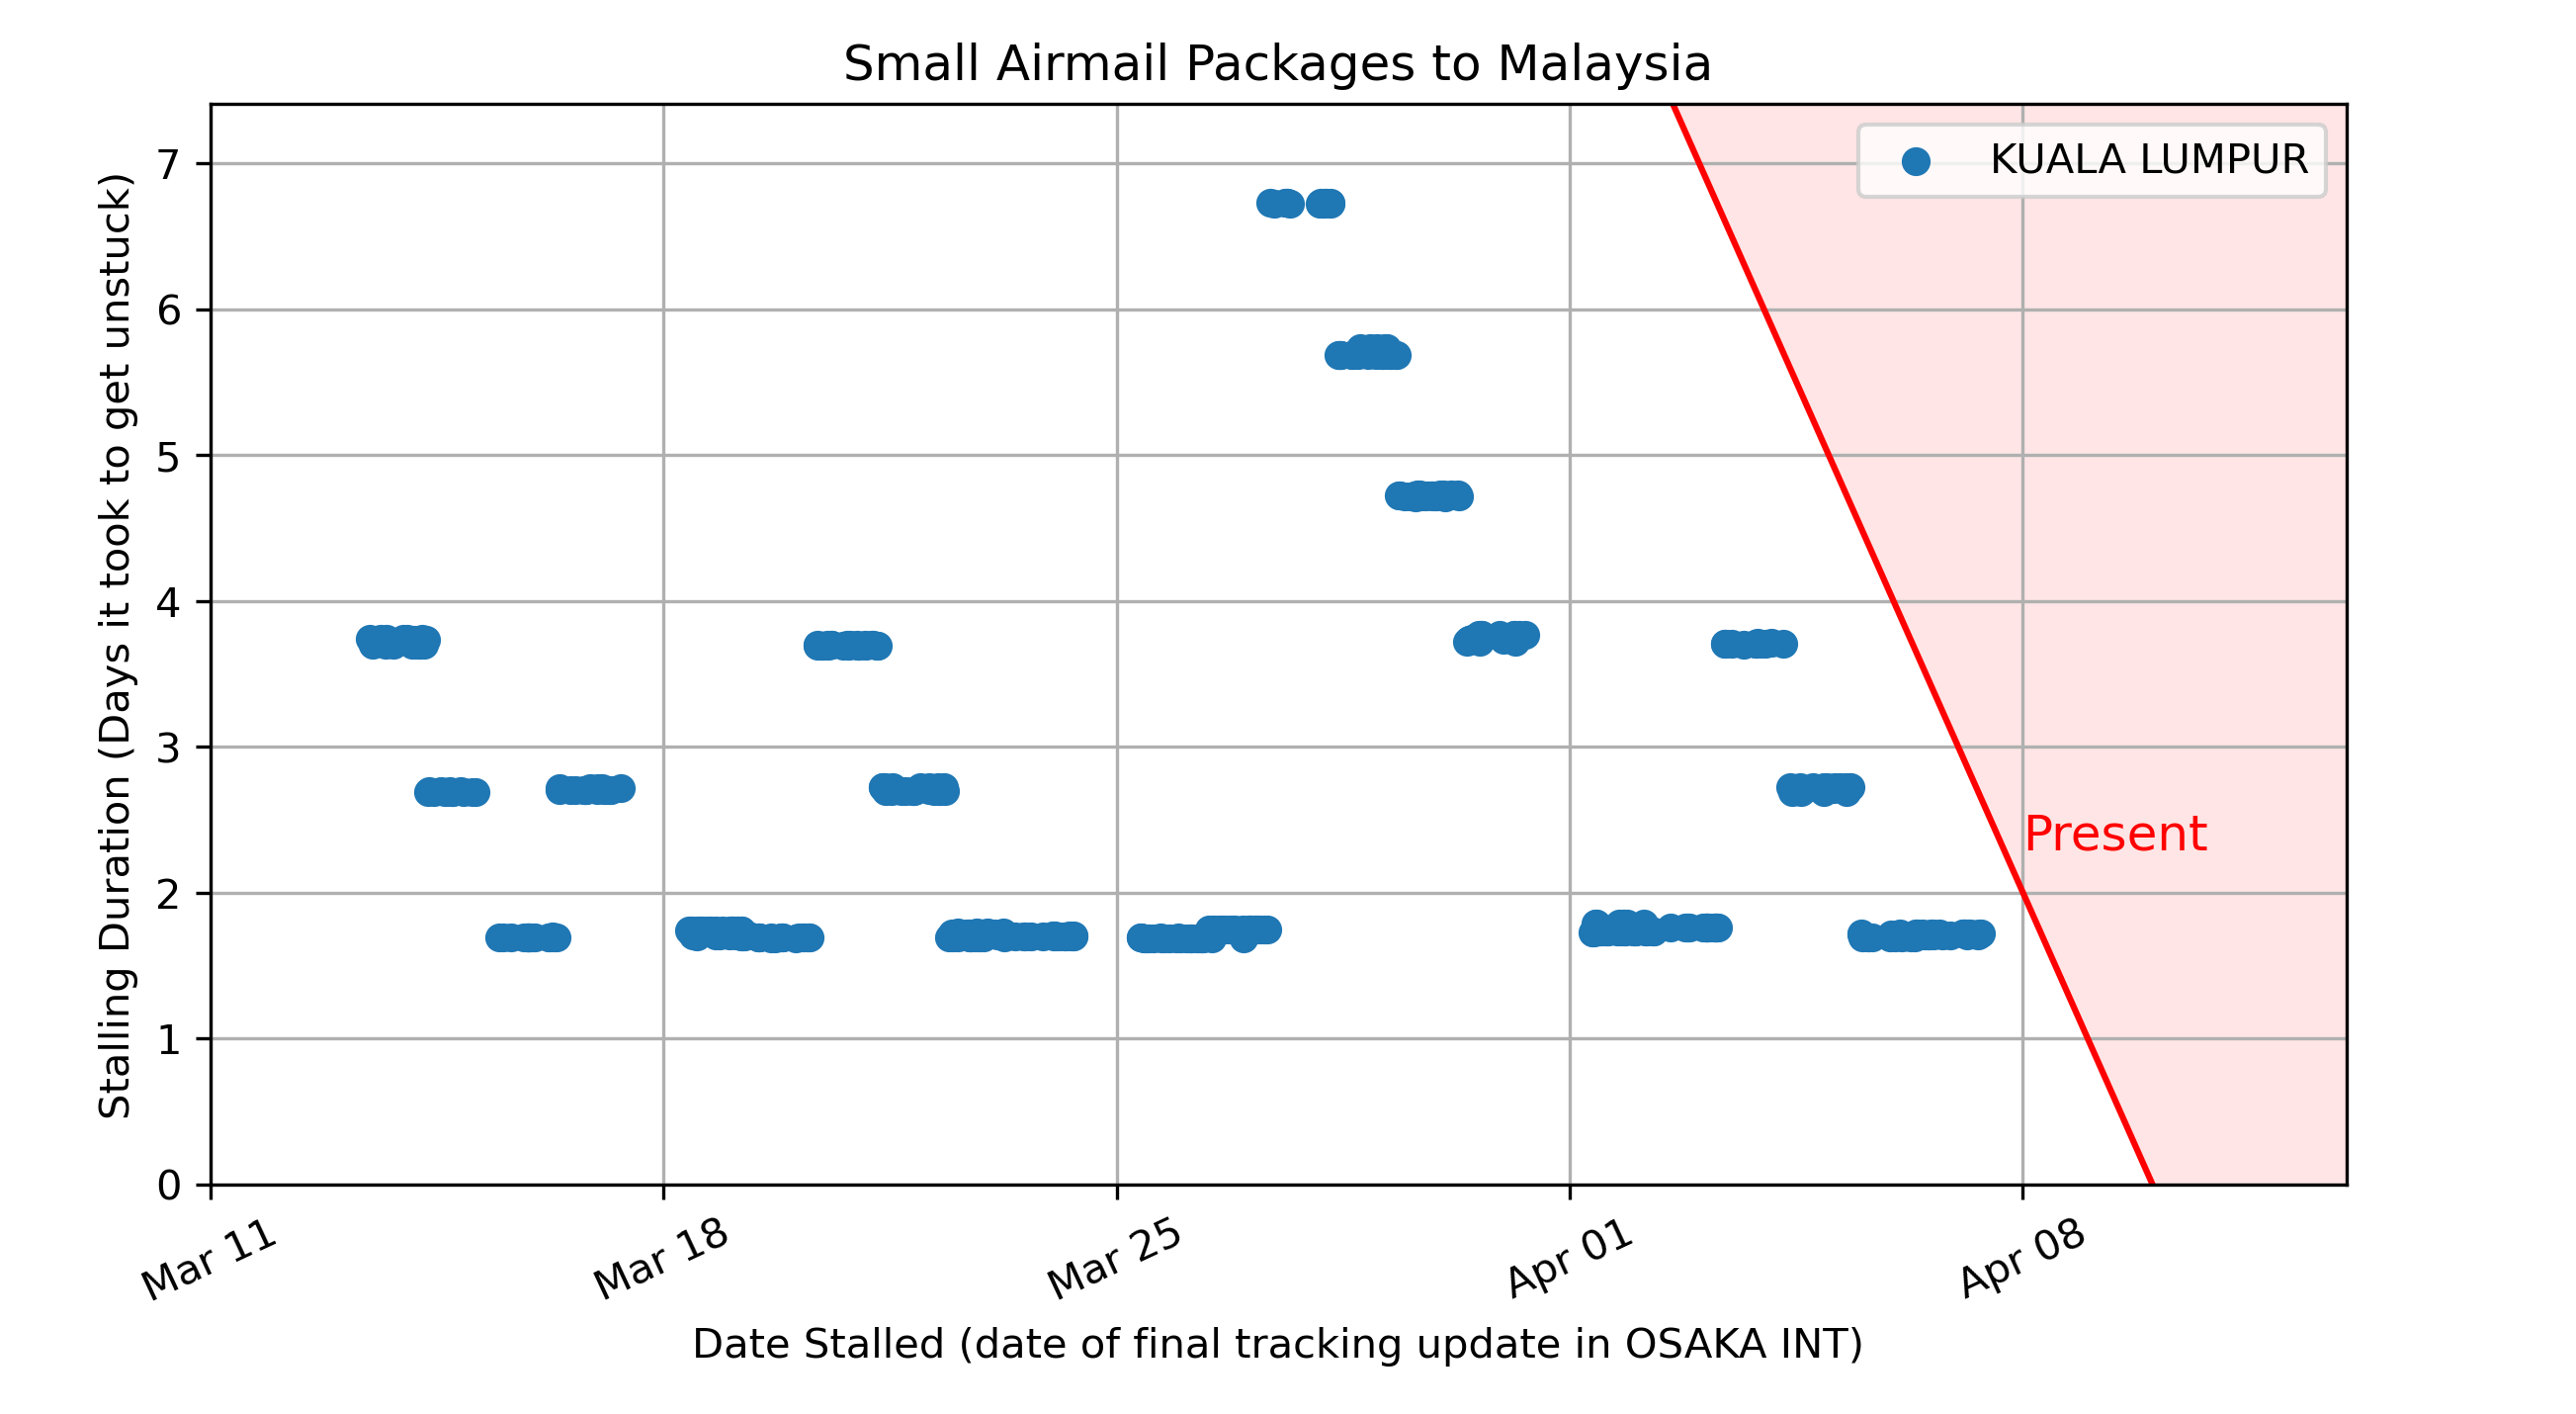 Small Airmail Packages to Malaysia
KUALA LUMPUR
Stalling Duration (Days it took to get unstuck)
7
6
5
4
3
2
1
0
Present
Mar 11
Mar 18
Mar 25
Apr 01
Apr 08
Date Stalled (date of final tracking update in OSAKA INT)